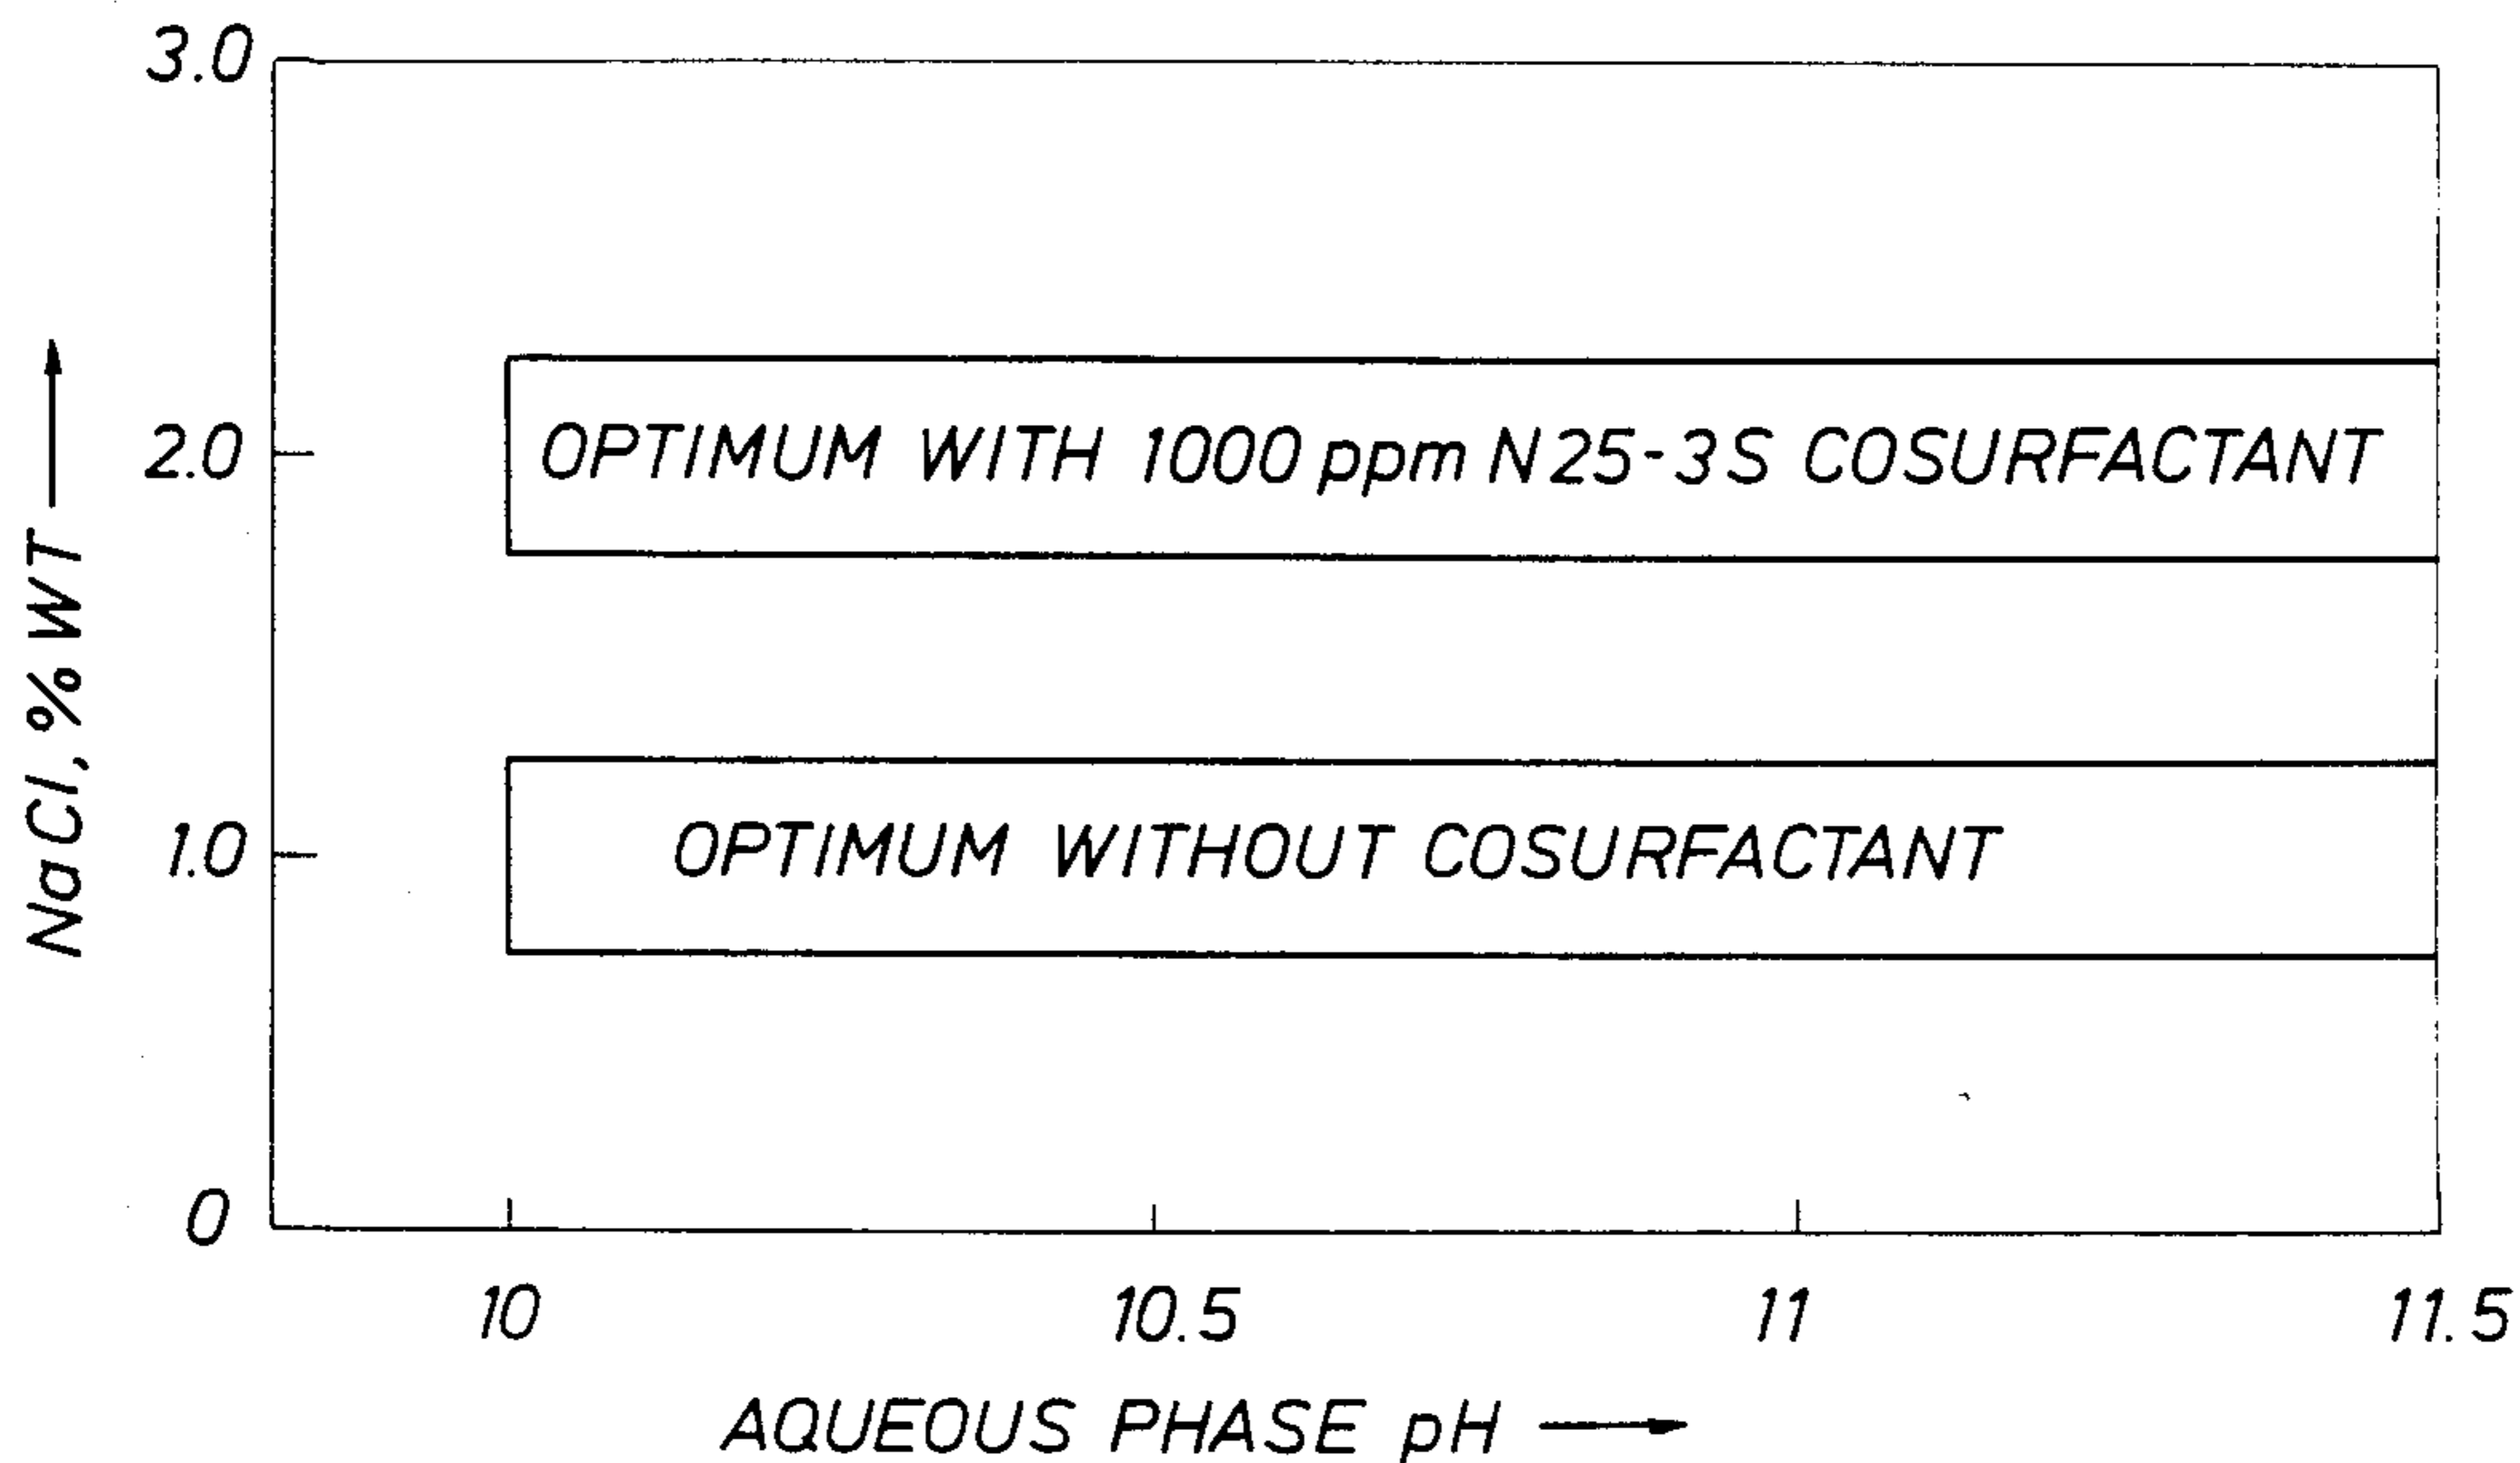 3.0
2.0
1.0
0
NaCl, % WT
OPTIMUM WITH 1000 ppm N25-3S COSURFACTANT
OPTIMUM WITHOUT COSURFACTANT
10
10.5
11
11.5
AQUEOUS PHASE pH